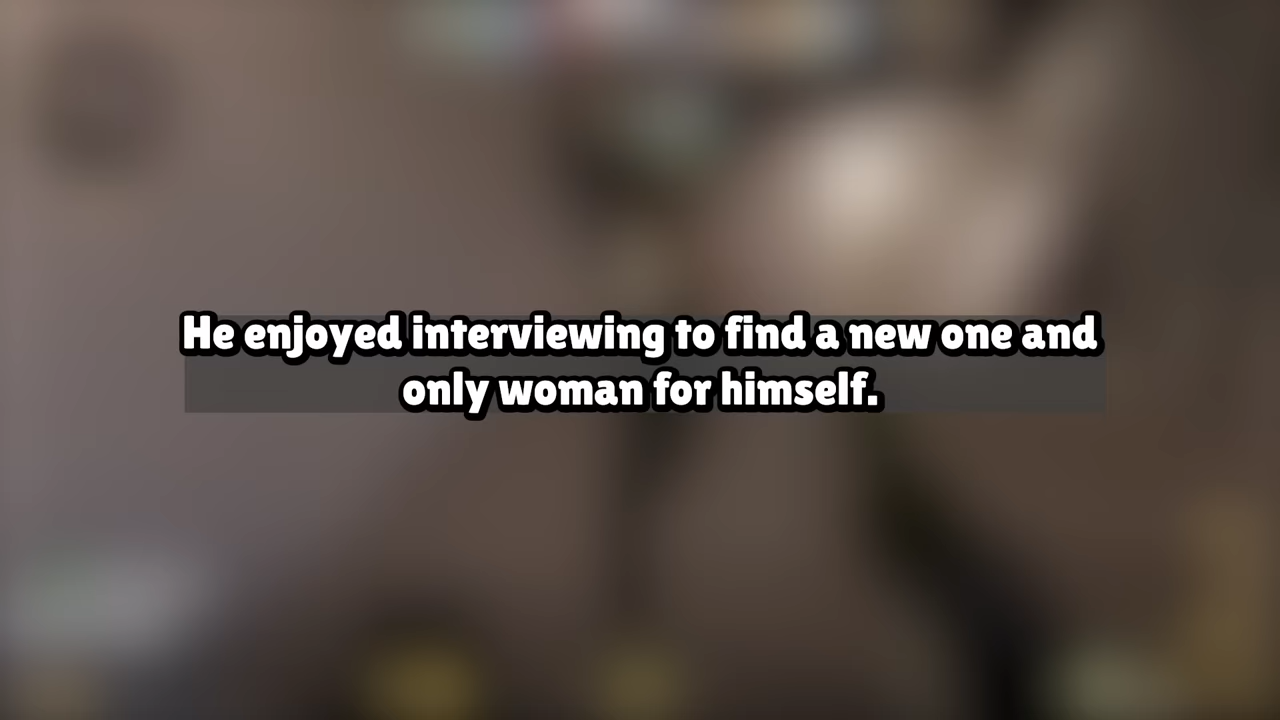 He enjoyed interviewing to find a new one and
only woman for himself.